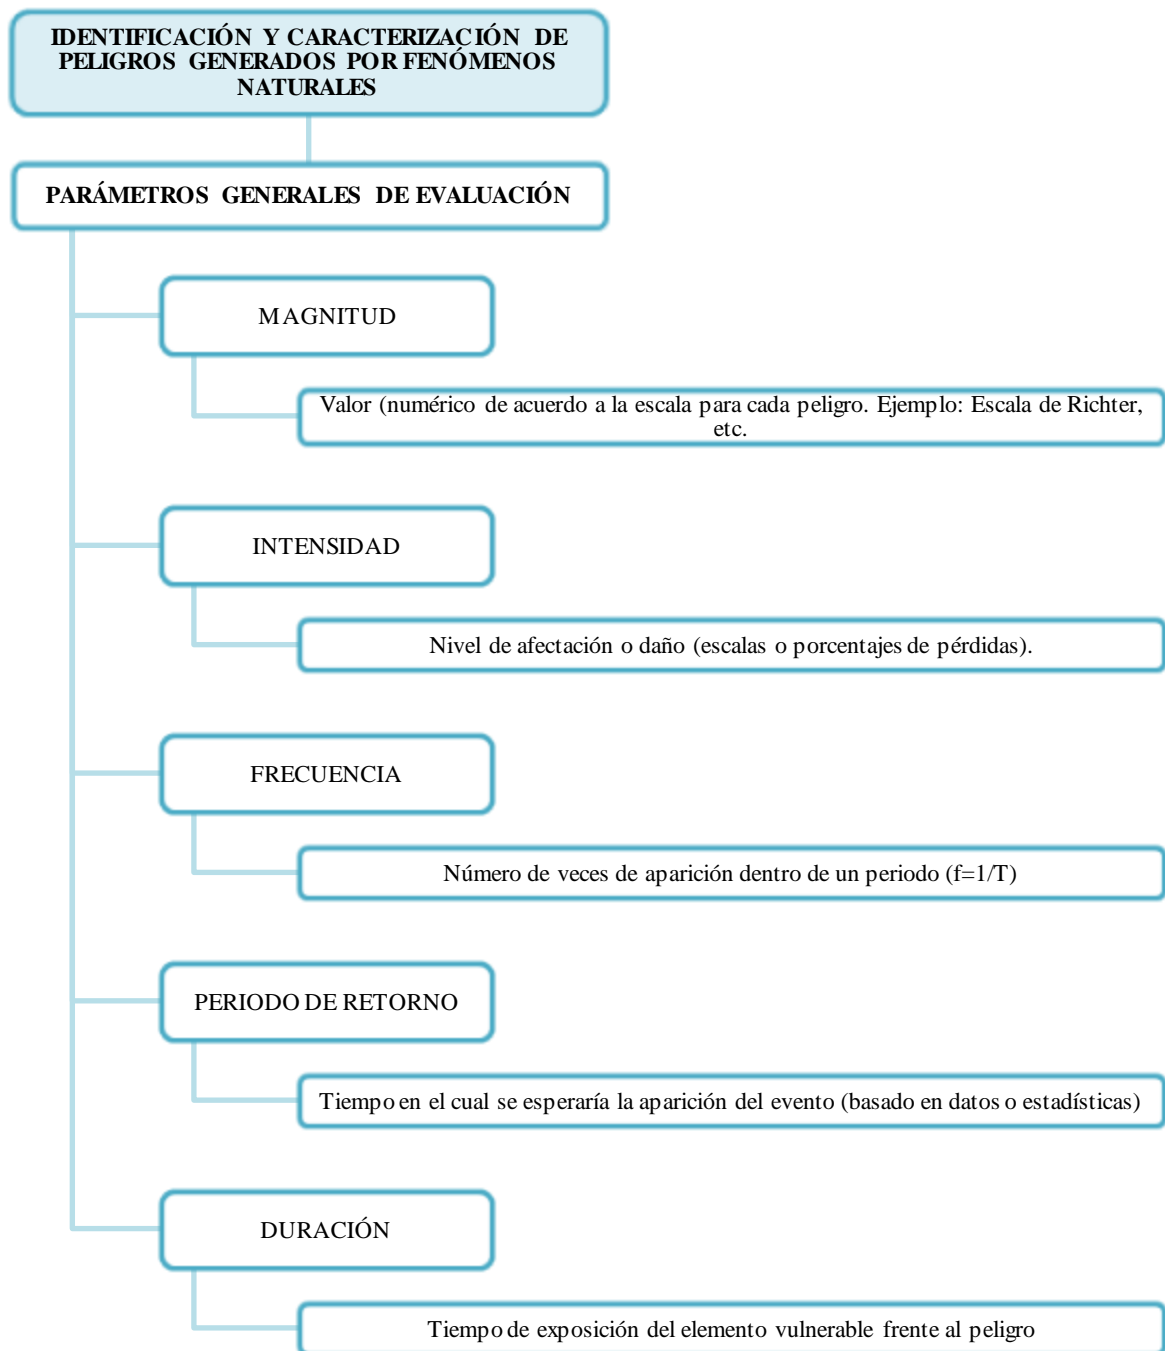 IDENTIFICACIÓN Y CARACTERIZACIÓN DE
PELIGROS GENERADOS POR FENÓMENOS
NATURALES
PARÁMETROS GENERALES DE EVALUACIÓN
MAGNITUD
Valor (numérico de acuerdo a la escala para cada peligro. Ejemplo: Escala de Richter,
etc.
INTENSIDAD
Nivel de afectación o daño (escalas o porcentajes de pérdidas).
FRECUENCIA
Número de veces de aparición dentro de un periodo (f=1/T)
PERIODO DE RETORNO
Tiempo en el cual se esperaría la aparición del evento (basado en datos o estadísticas)
DURACIÓN
Tiempo de exposición del elemento vulnerable frente al peligro